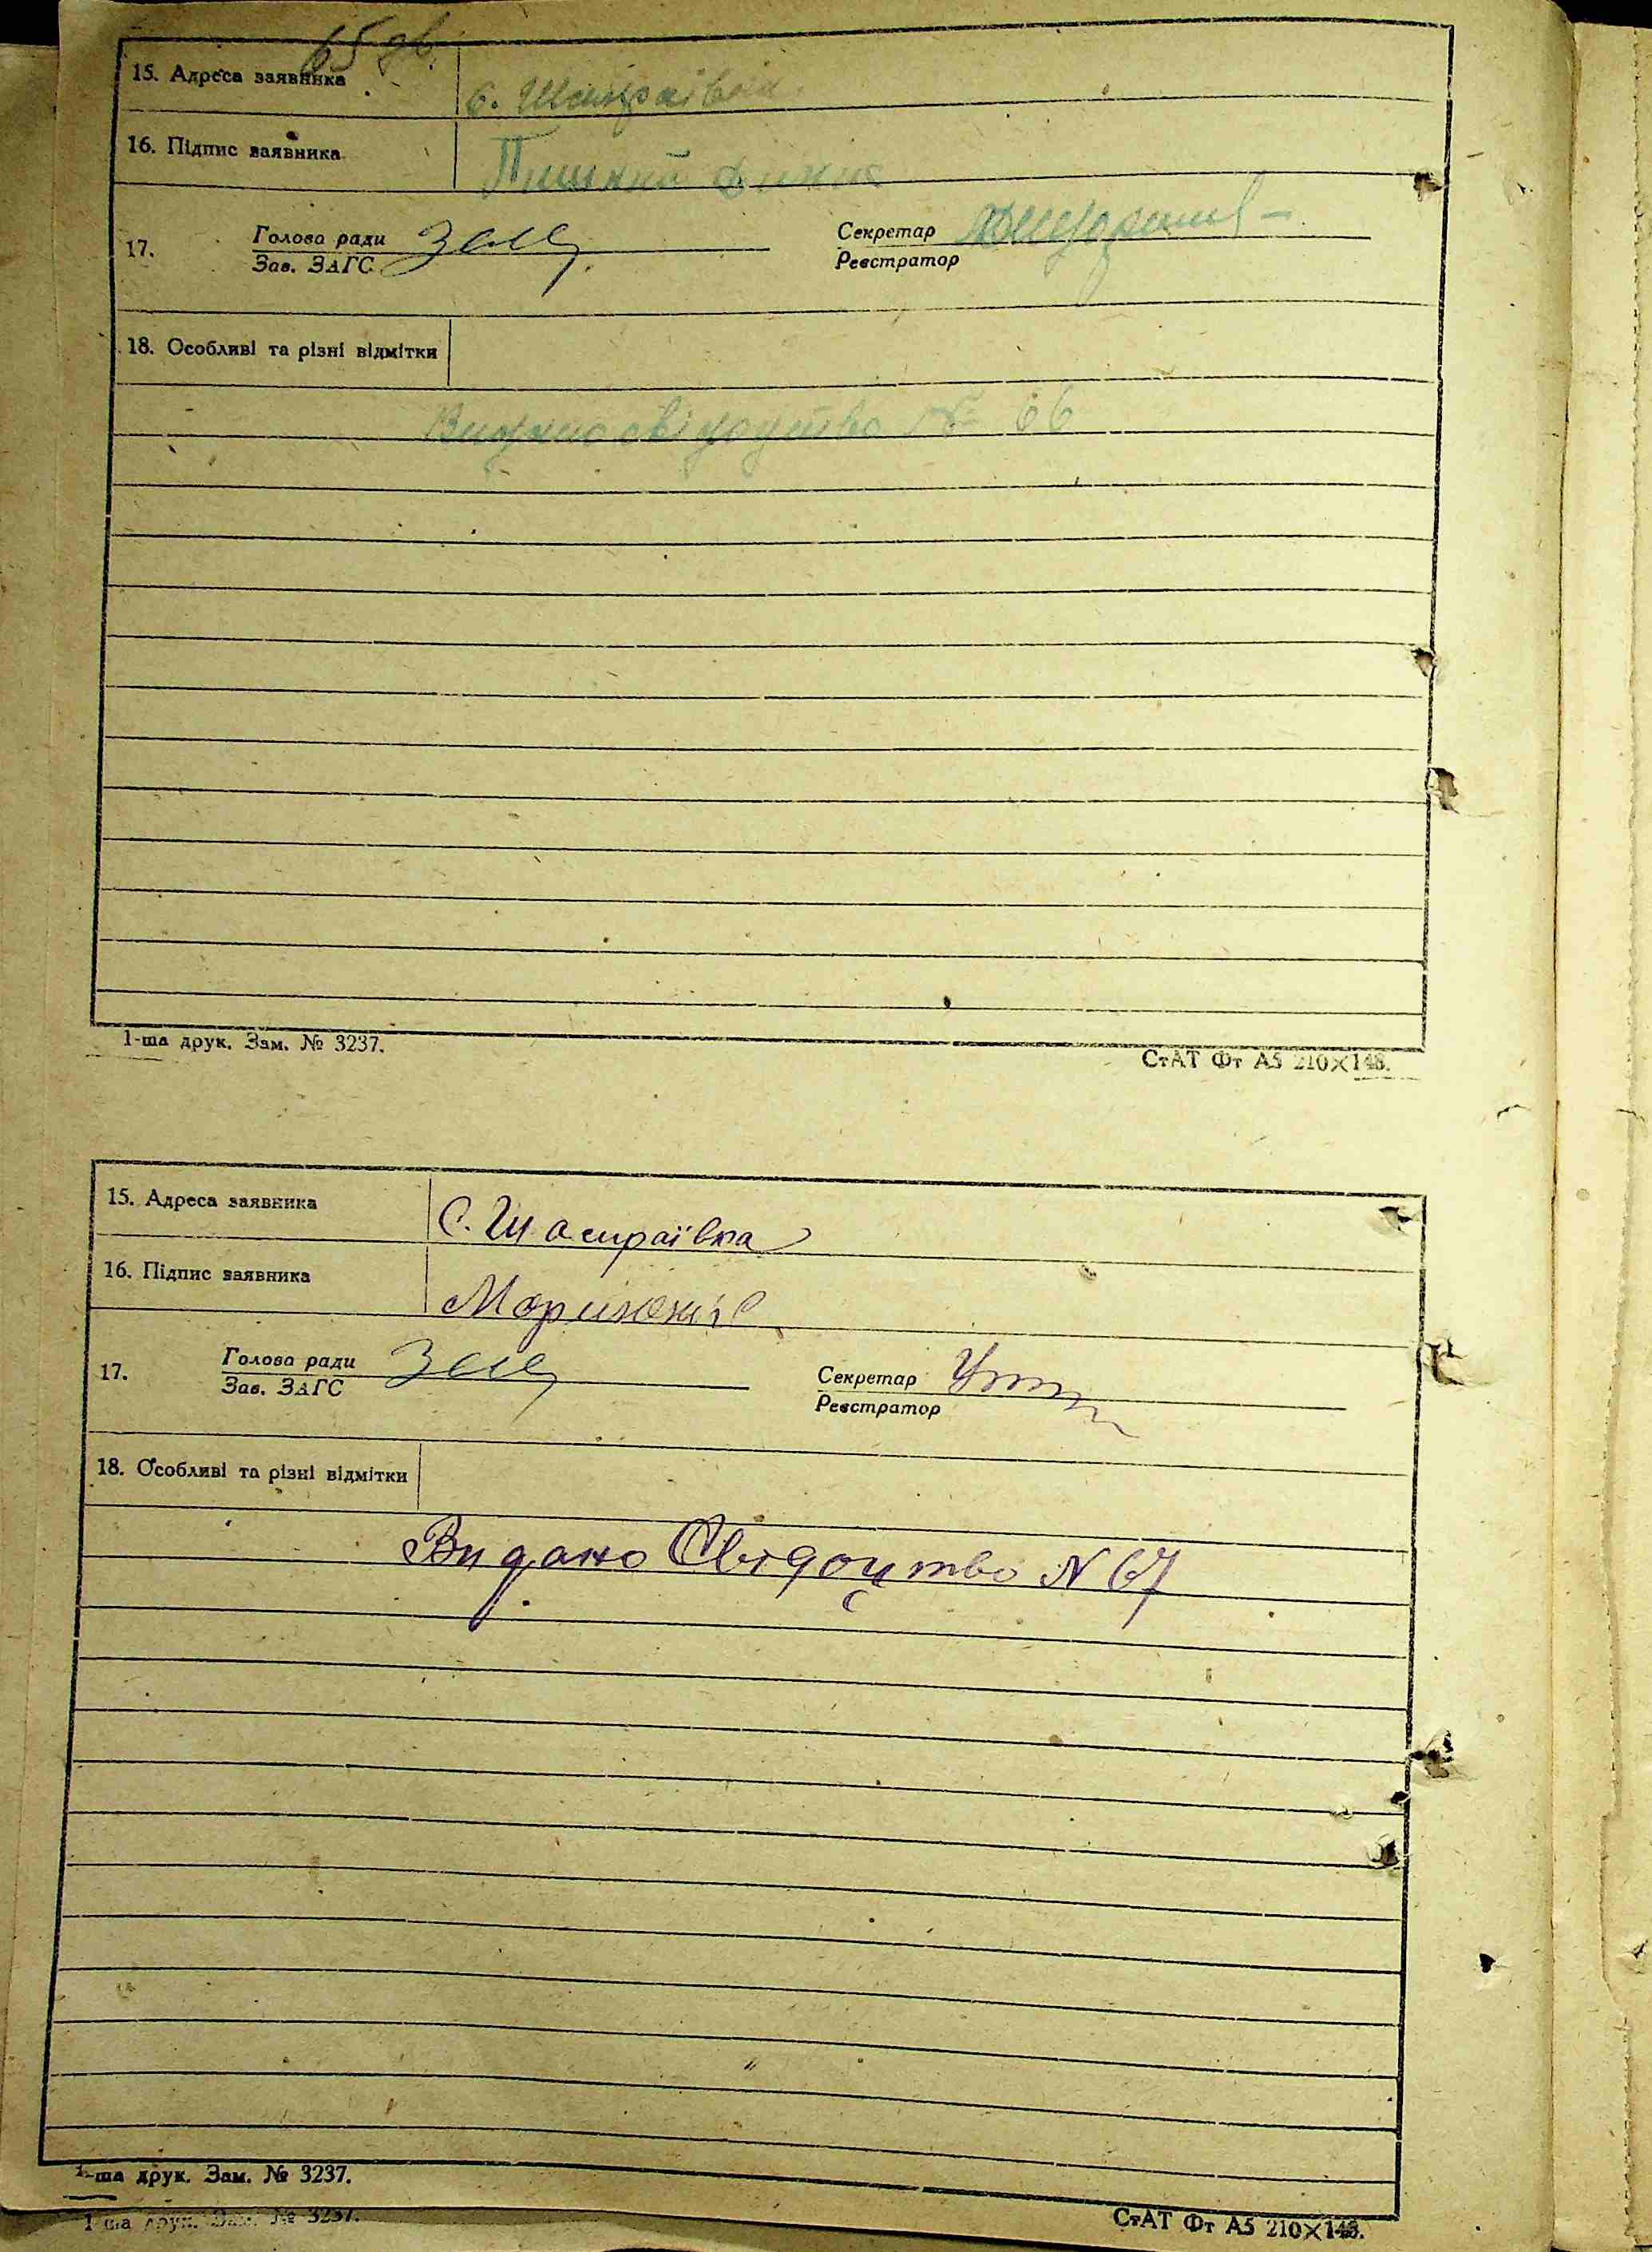 65 зв.
15. Адреса заявника с. Шандраївка
16. Підпис заявника
17. Голова ради Секретар
Зав. ЗАГС Реєстратор
18. Особливі та різні відмітки
Видано свідоцтво № 66
1-ша друк. Зам. № 3237.
СтАТ Фт А5 210×148.
15. Адреса заявника С. Шандраївка
16. Підпис заявника
17. Голова ради Секретар
Зав. ЗАГС Реєстратор
18. Особливі та різні відмітки
Видано Свідоцтво N 67
1-ша друк. Зам. № 3237.
1-ша друк. Зам. № 3237.
СтАТ Фт А5 210×148.